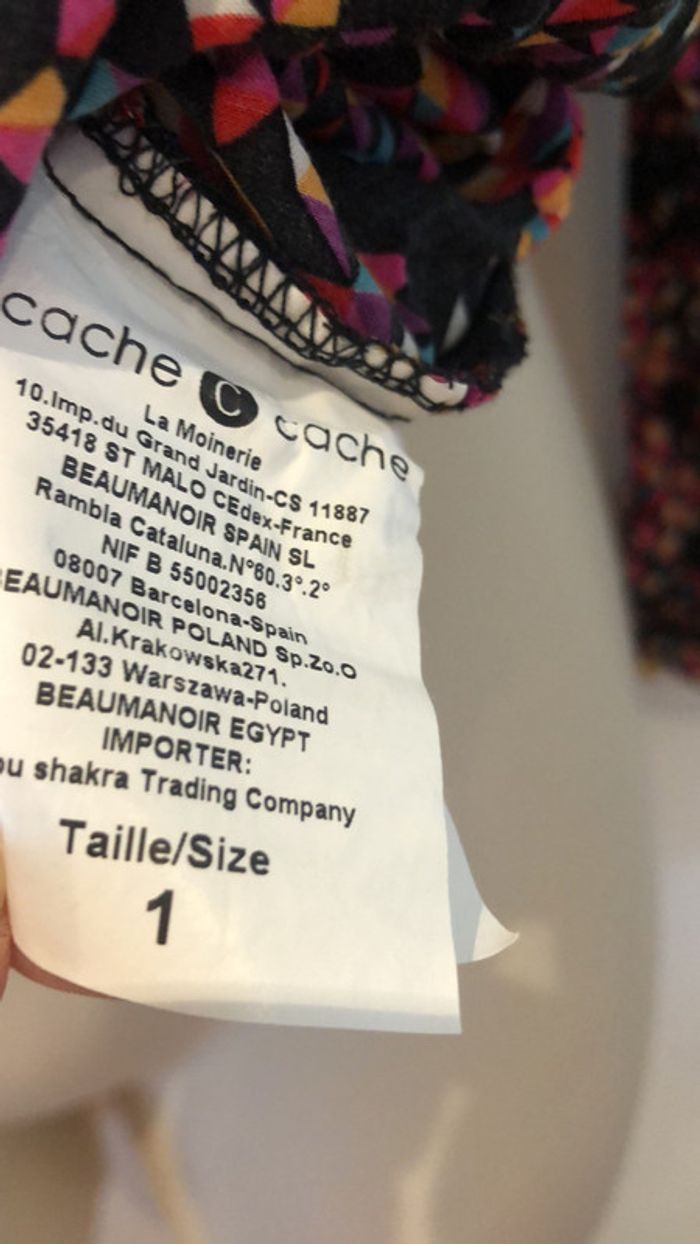 cache C cache
La Moinerie
10.Imp.du Grand Jardin-CS 11887
35418 ST MALO CEdex-France
BEAUMANOIR SPAIN SL
Rambla Cataluna.N°60.3°.2°
NIF B 55002356
08007 Barcelona-Spain
BEAUMANOIR POLAND Sp.Zo.O
Al.Krakowska271.
02-133 Warszawa-Poland
BEAUMANOIR EGYPT
IMPORTER:
shakra Trading Company
Taille/Size
1